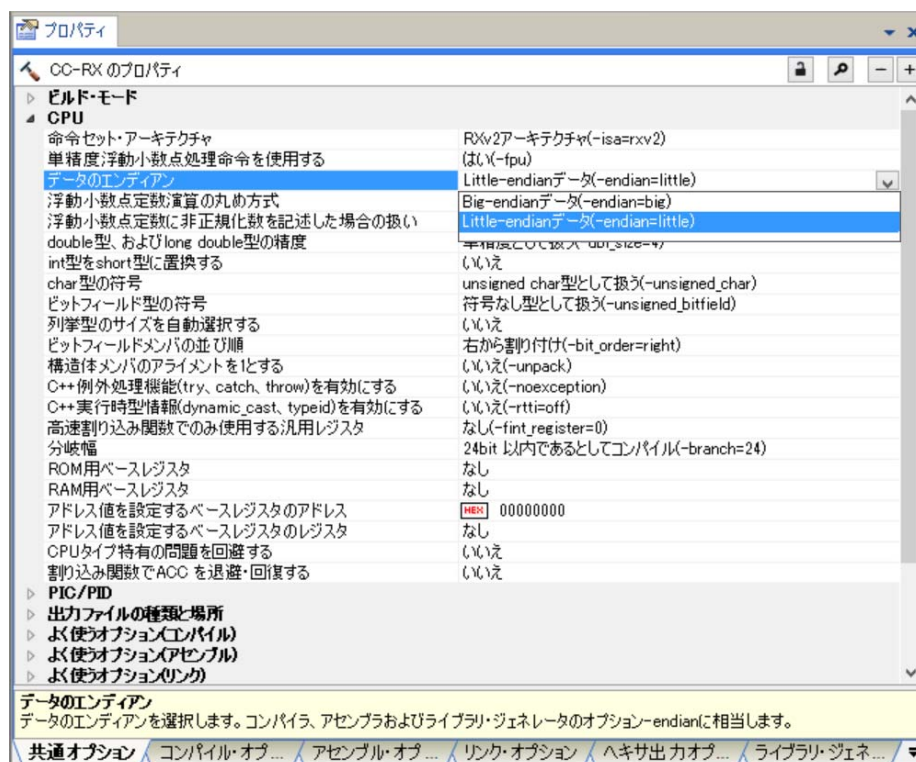 プロパティ
CC-RX のプロパティ
ビルド・モード
CPU
命令セット・アーキテクチャ RXv2アーキテクチャ(-isa=rxv2)
単精度浮動小数点処理命令を使用する はい(-fpu)
データのエンディアン Little-endianデータ(-endian=little)
浮動小数点定数演算の丸め方式 Big-endianデータ(-endian=big)
浮動小数点定数に非正規化数を記述した場合の扱い Little-endianデータ(-endian=little)
double型、およびlong double型の精度 単精度として扱う(-dbl_size=4)
int型をshort型に置換する いいえ
char型の符号 unsigned char型として扱う(-unsigned_char)
ビットフィールド型の符号 符号なし型として扱う(-unsigned_bitfield)
列挙型のサイズを自動選択する いいえ
ビットフィールドメンバの並び順 右から割り付け(-bit_order=right)
構造体メンバのアライメントを1とする いいえ(-unpack)
C++例外処理機能(try、catch、throw)を有効にする いいえ(-noexception)
C++実行時型情報(dynamic_cast、typeid)を有効にする いいえ(-rtti=off)
高速割り込み関数でのみ使用する汎用レジスタ なし(-fint_register=0)
分岐幅 24bit 以内であるとしてコンパイル(-branch=24)
ROM用ベースレジスタ なし
RAM用ベースレジスタ なし
アドレス値を設定するベースレジスタのアドレス HEX 00000000
アドレス値を設定するベースレジスタのレジスタ なし
CPUタイプ特有の問題を回避する いいえ
割り込み関数でACC を退避・回復する いいえ
PIC/PID
出力ファイルの種類と場所
よく使うオプション(コンパイル)
よく使うオプション(アセンブル)
よく使うオプション(リンク)
データのエンディアン
データのエンディアンを選択します。コンパイラ、アセンブラおよびライブラリ・ジェネレータのオプション-endianに相当します。
共通オプション コンパイル・オプ... アセンブル・オプ... リンク・オプション ヘキサ出力オプ... ライブラリ・ジェネ...